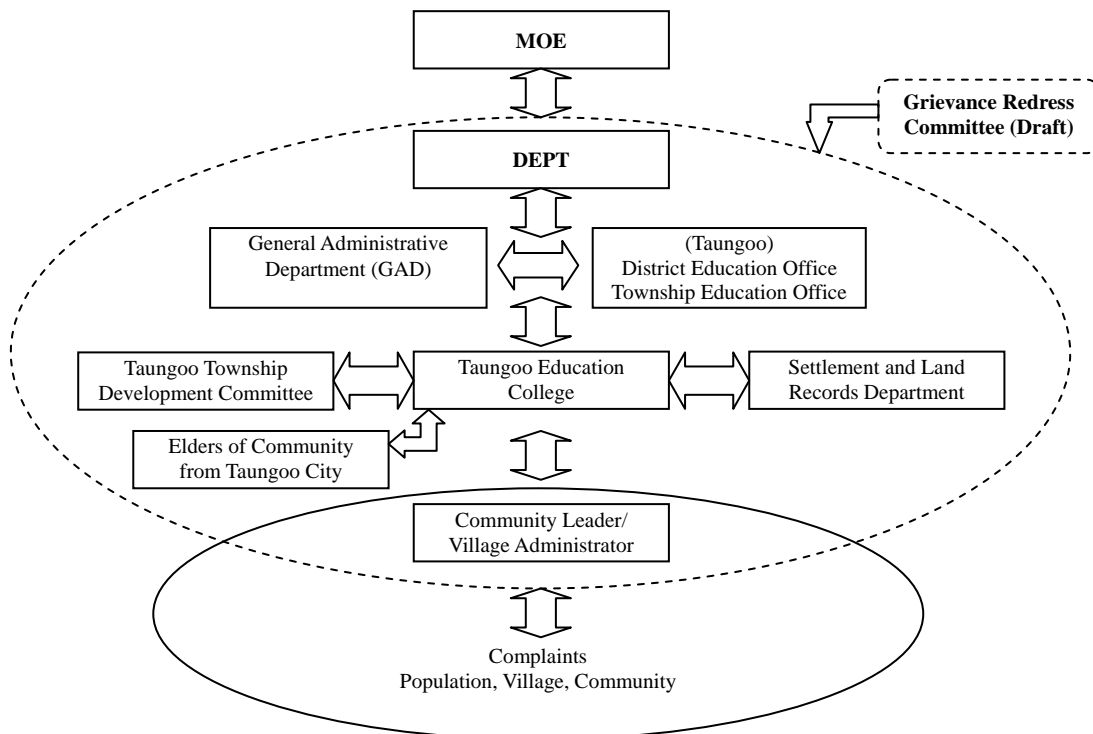 MOE
Grievance Redress
Committee (Draft)
DEPT
General Administrative
Department (GAD)
(Taungoo)
District Education Office
Township Education Office
Taungoo Township
Development Committee
Taungoo Education
College
Settlement and Land
Records Department
Elders of Community
from Taungoo City
Community Leader/
Village Administrator
Complaints
Population, Village, Community